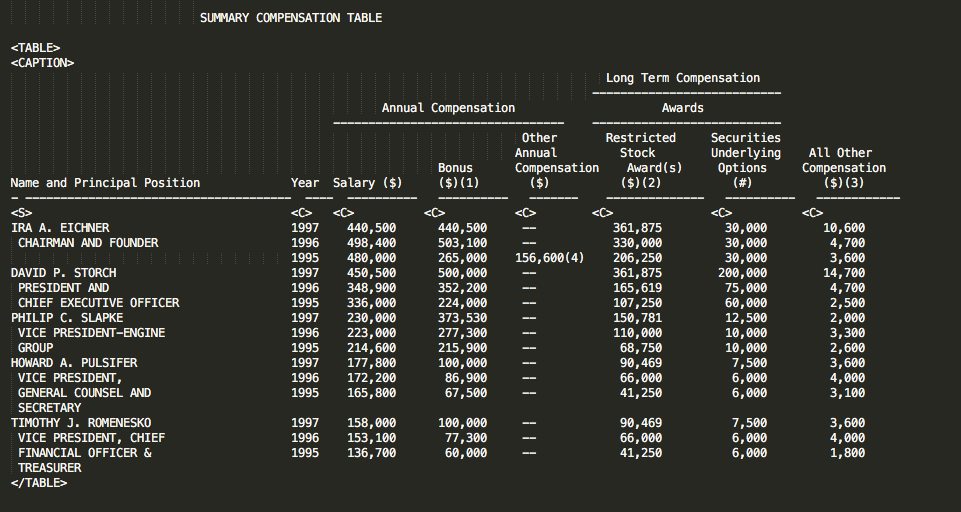 SUMMARY COMPENSATION TABLE
<TABLE>
<CAPTION>
Long Term Compensation
------------------------------
Annual Compensation Awards
--------------------------------- ---------------------------
Other Restricted Securities
Annual Stock Underlying All Other
Bonus Compensation Award(s) Options Compensation
Name and Principal Position Year Salary ($) ($)(1) ($) ($)(2) (#) ($)(3)
- -------------------------------------- ---- ---------- ---------- ------- -------------- ---------- ------------
<S> <C> <C> <C> <C> <C> <C> <C>
IRA A. EICHNER 1997 440,500 440,500 -- 361,875 30,000 10,600
CHAIRMAN AND FOUNDER 1996 498,400 503,100 -- 330,000 30,000 4,700
1995 480,000 265,000 156,600(4) 206,250 30,000 3,600
DAVID P. STORCH 1997 450,500 500,000 -- 361,875 200,000 14,700
PRESIDENT AND 1996 348,900 352,200 -- 165,619 75,000 4,700
CHIEF EXECUTIVE OFFICER 1995 336,000 224,000 -- 107,250 60,000 2,500
PHILIP C. SLAPKE 1997 230,000 373,530 -- 150,781 12,500 2,000
VICE PRESIDENT-ENGINE 1996 223,000 277,300 -- 110,000 10,000 3,300
GROUP 1995 214,600 215,900 -- 68,750 10,000 2,600
HOWARD A. PULSIFER 1997 177,800 100,000 -- 90,469 7,500 3,600
VICE PRESIDENT, 1996 172,200 86,900 -- 66,000 6,000 4,000
GENERAL COUNSEL AND 1995 165,800 67,500 -- 41,250 6,000 3,100
SECRETARY
TIMOTHY J. ROMENESKO 1997 158,000 100,000 -- 90,469 7,500 3,600
VICE PRESIDENT, CHIEF 1996 153,100 77,300 -- 66,000 6,000 4,000
FINANCIAL OFFICER & 1995 136,700 60,000 -- 41,250 6,000 1,800
TREASURER
</TABLE>